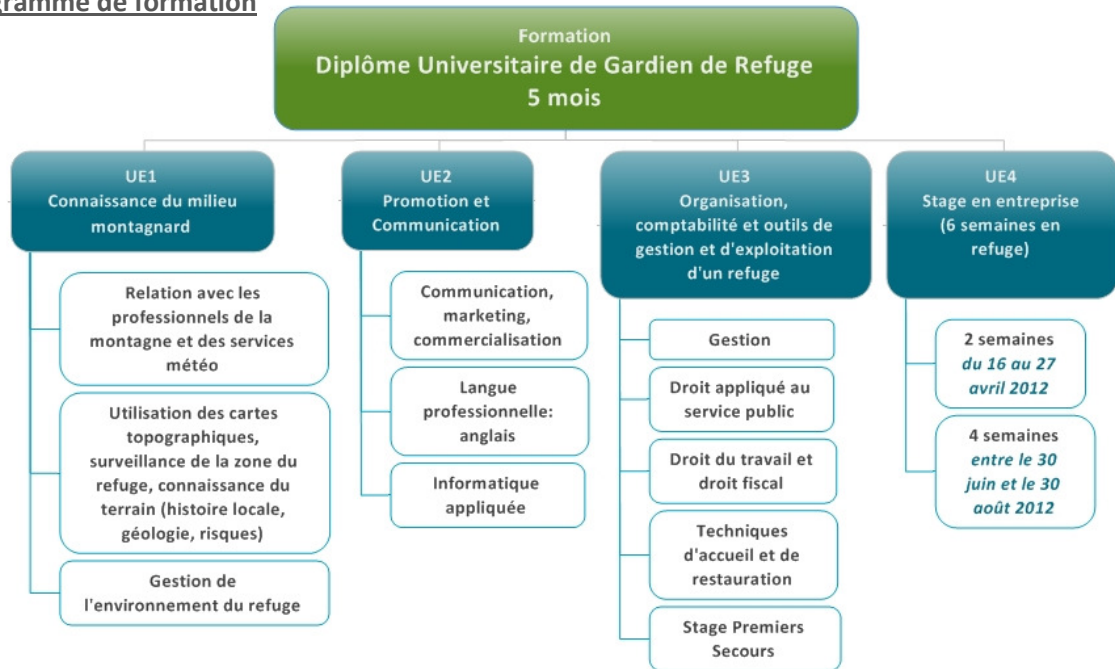 gramme de formation
Formation
Diplôme Universitaire de Gardien de Refuge
5 mois
UE1
Connaissance du milieu
montagnard
Relation avec les
professionnels de la
montagne et des services
météo
Utilisation des cartes
topographiques,
surveillance de la zone du
refuge, connaissance du
terrain (histoire locale,
géologie, risques)
Gestion de
l'environnement du refuge
UE2
Promotion et
Communication
Communication,
marketing,
commercialisation
Langue
professionnelle:
anglais
Informatique
appliquée
UE3
Organisation,
comptabilité et outils de
gestion et d'exploitation
d'un refuge
Gestion
Droit appliqué au
service public
Droit du travail et
droit fiscal
Techniques
d'accueil et de
restauration
Stage Premiers
Secours
UE4
Stage en entreprise
(6 semaines en
refuge)
2 semaines
du 16 au 27
avril 2012
4 semaines
entre le 30
juin et le 30
août 2012